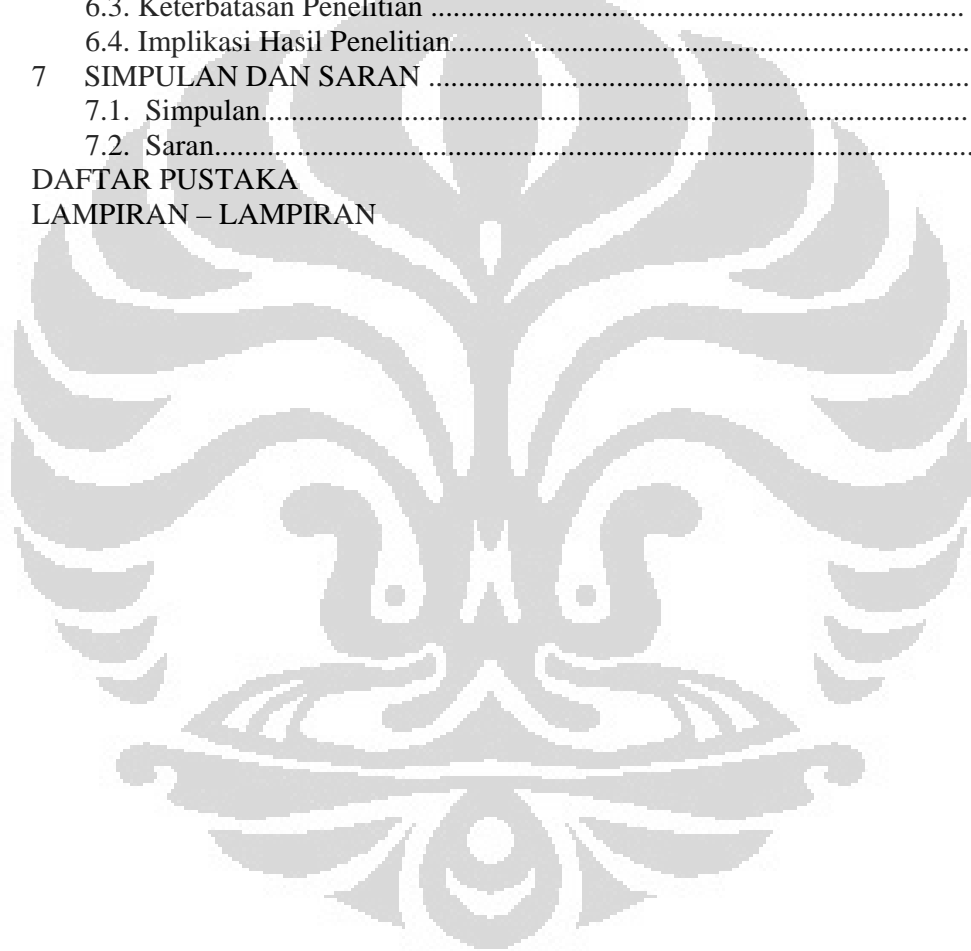 6.3. Keterbatasan Penelitian ........................................................................
6.4. Implikasi Hasil Penelitian......................................................................
7 SIMPULAN DAN SARAN ........................................................................
7.1. Simpulan...............................................................................................
7.2. Saran.....................................................................................................
DAFTAR PUSTAKA
LAMPIRAN – LAMPIRAN